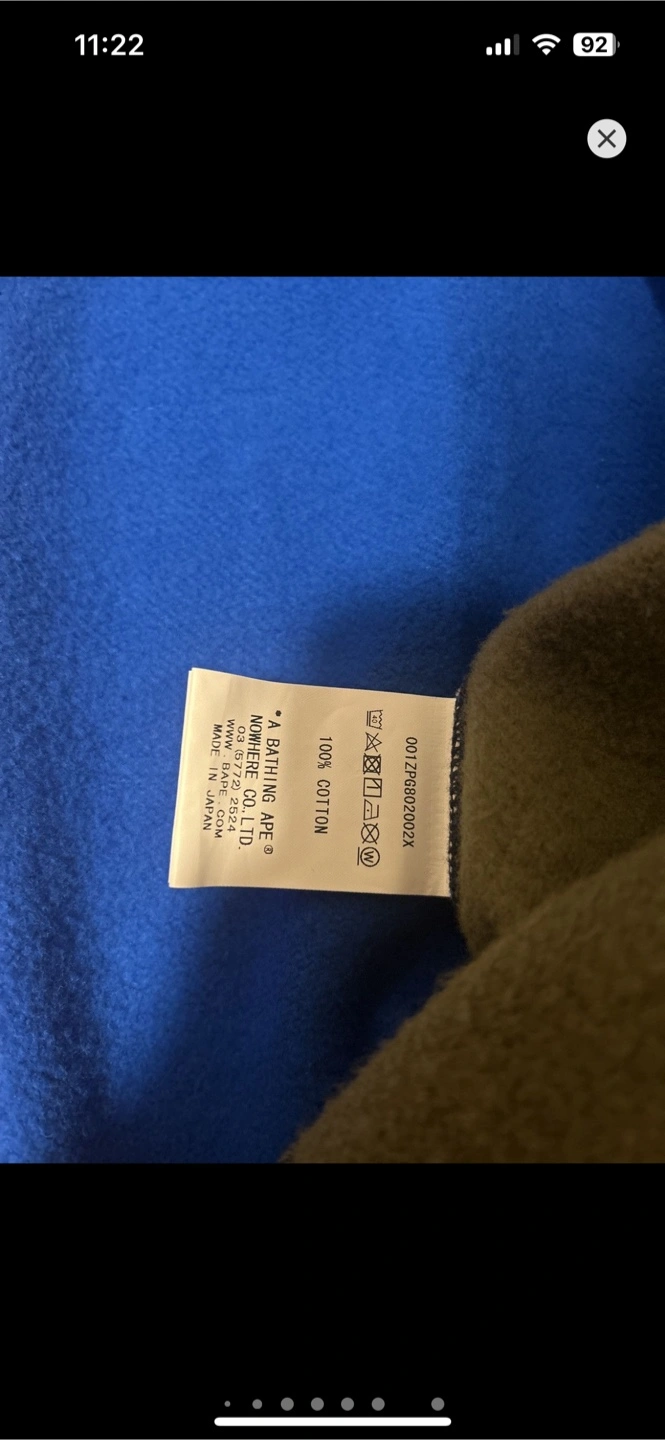 11:22
92
001ZPG802002X
40
W
100% COTTON
*A BATHING APE®
NOWHERE CO.,LTD.
03 (5772) 2524
WWW.BAPE.COM
MADE IN JAPAN